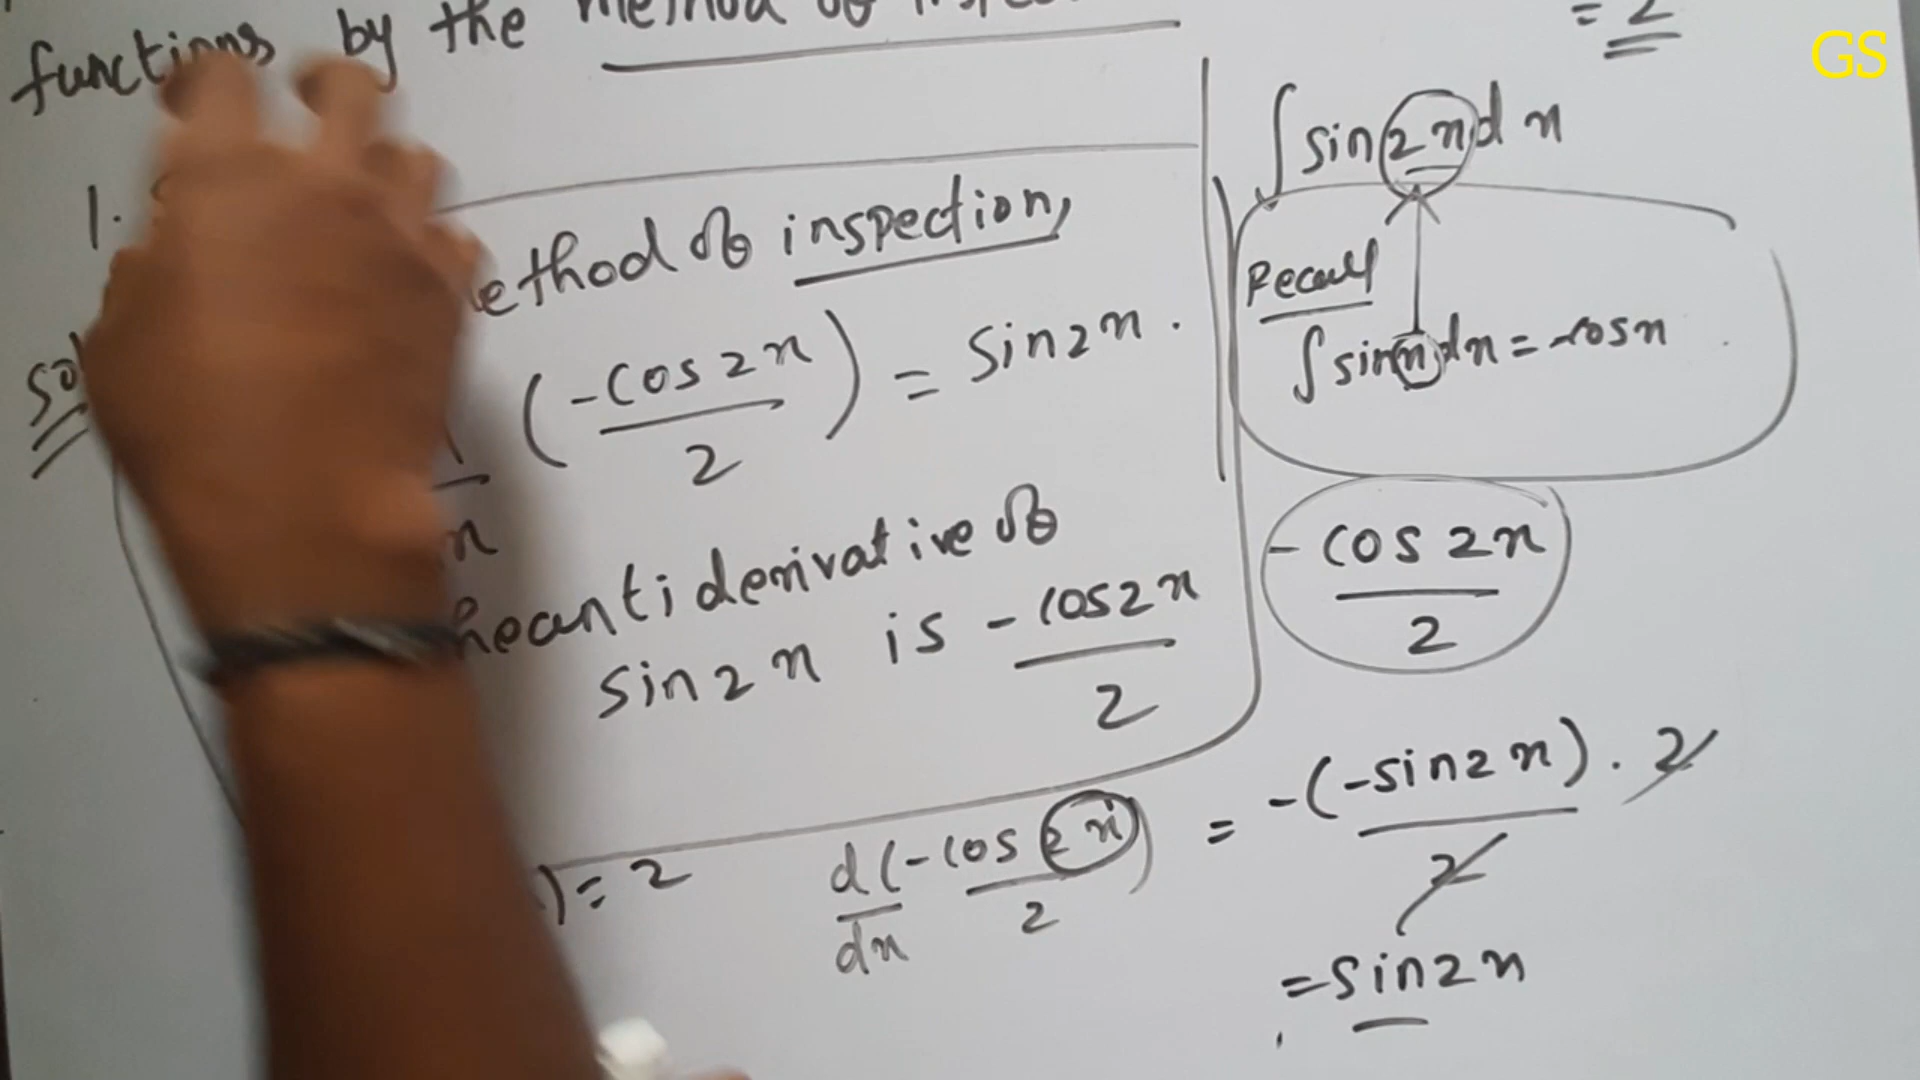 functions by the method of
= 2
GS
∫ sin 2x dx
1.
ethod of inspection,
Recall
∫ sin x dx = -cos x
(-cos 2x / 2) = sin 2x.
- cos 2x / 2
antiderivative of
sin 2x is - cos 2x / 2
) = 2
d/dx (-cos 2x / 2) = -(-sin 2x) . 2 / 2
= sin 2x